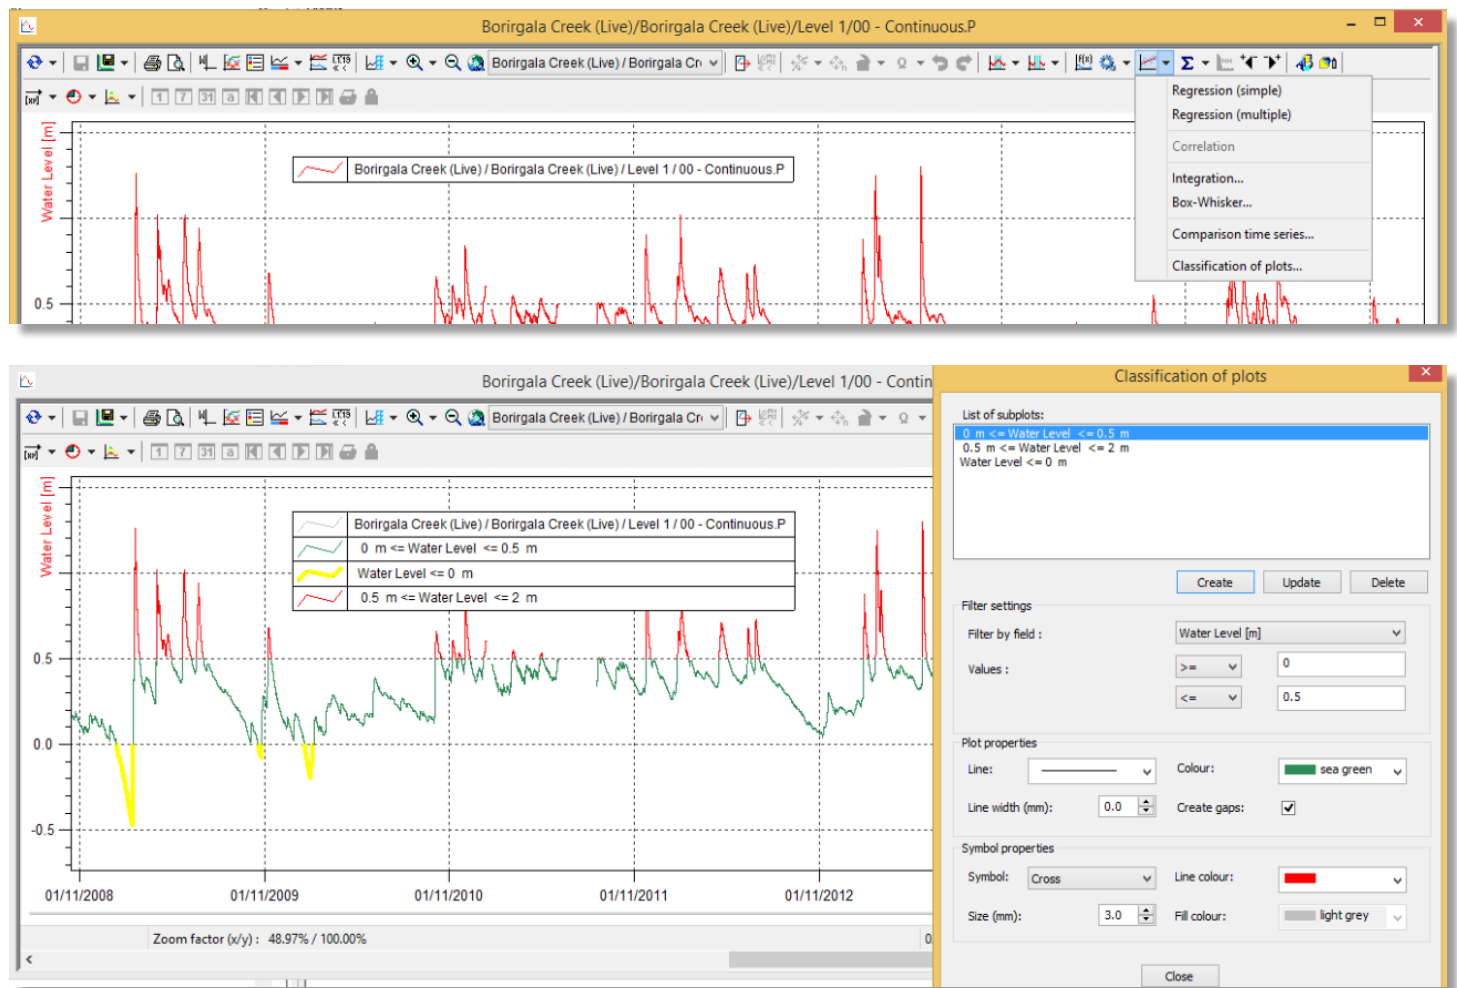 Borirgala Creek (Live)/Borirgala Creek (Live)/Level 1/00 - Continuous.P
Borirgala Creek (Live) / Borirgala Cr
Regression (simple)
Regression (multiple)
Correlation
Integration...
Box-Whisker...
Comparison time series...
Classification of plots...
1 7 31 a
Water Level [m]
Borirgala Creek (Live) / Borirgala Creek (Live) / Level 1 / 00 - Continuous.P
0.5
Borirgala Creek (Live)/Borirgala Creek (Live)/Level 1/00 - Contin
Borirgala Creek (Live) / Borirgala Cr
1 7 31 a
Water Level [m]
Borirgala Creek (Live) / Borirgala Creek (Live) / Level 1 / 00 - Continuous.P
0 m <= Water Level <= 0.5 m
Water Level <= 0 m
0.5 m <= Water Level <= 2 m
0.5
0.0
-0.5
01/11/2008 01/11/2009 01/11/2010 01/11/2011 01/11/2012
Zoom factor (x/y) : 48.97% / 100.00%
0.
Classification of plots
List of subplots:
0 m <= Water Level <= 0.5 m
0.5 m <= Water Level <= 2 m
Water Level <= 0 m
Create Update Delete
Filter settings
Filter by field : Water Level [m]
Values : >= 0
<= 0.5
Plot properties
Line: Colour: sea green
Line width (mm): 0.0 Create gaps:
Symbol properties
Symbol: Cross Line colour:
Size (mm): 3.0 Fill colour: light grey
Close